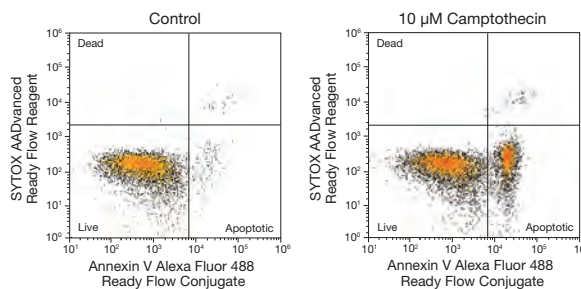 Control
10⁶
10⁵
10⁴
10³
10²
10¹
10⁰
10¹ 10² 10³ 10⁴ 10⁵ 10⁶
Dead
Live
Apoptotic
SYTOX AADvanced
Ready Flow Reagent
Annexin V Alexa Fluor 488
Ready Flow Conjugate
10 µM Camptothecin
10⁶
10⁵
10⁴
10³
10²
10¹
10⁰
10¹ 10² 10³ 10⁴ 10⁵ 10
Dead
Live
Apoptotic
SYTOX AADvanced
Ready Flow Reagent
Annexin V Alexa Fluor 488
Ready Flow Conjugate